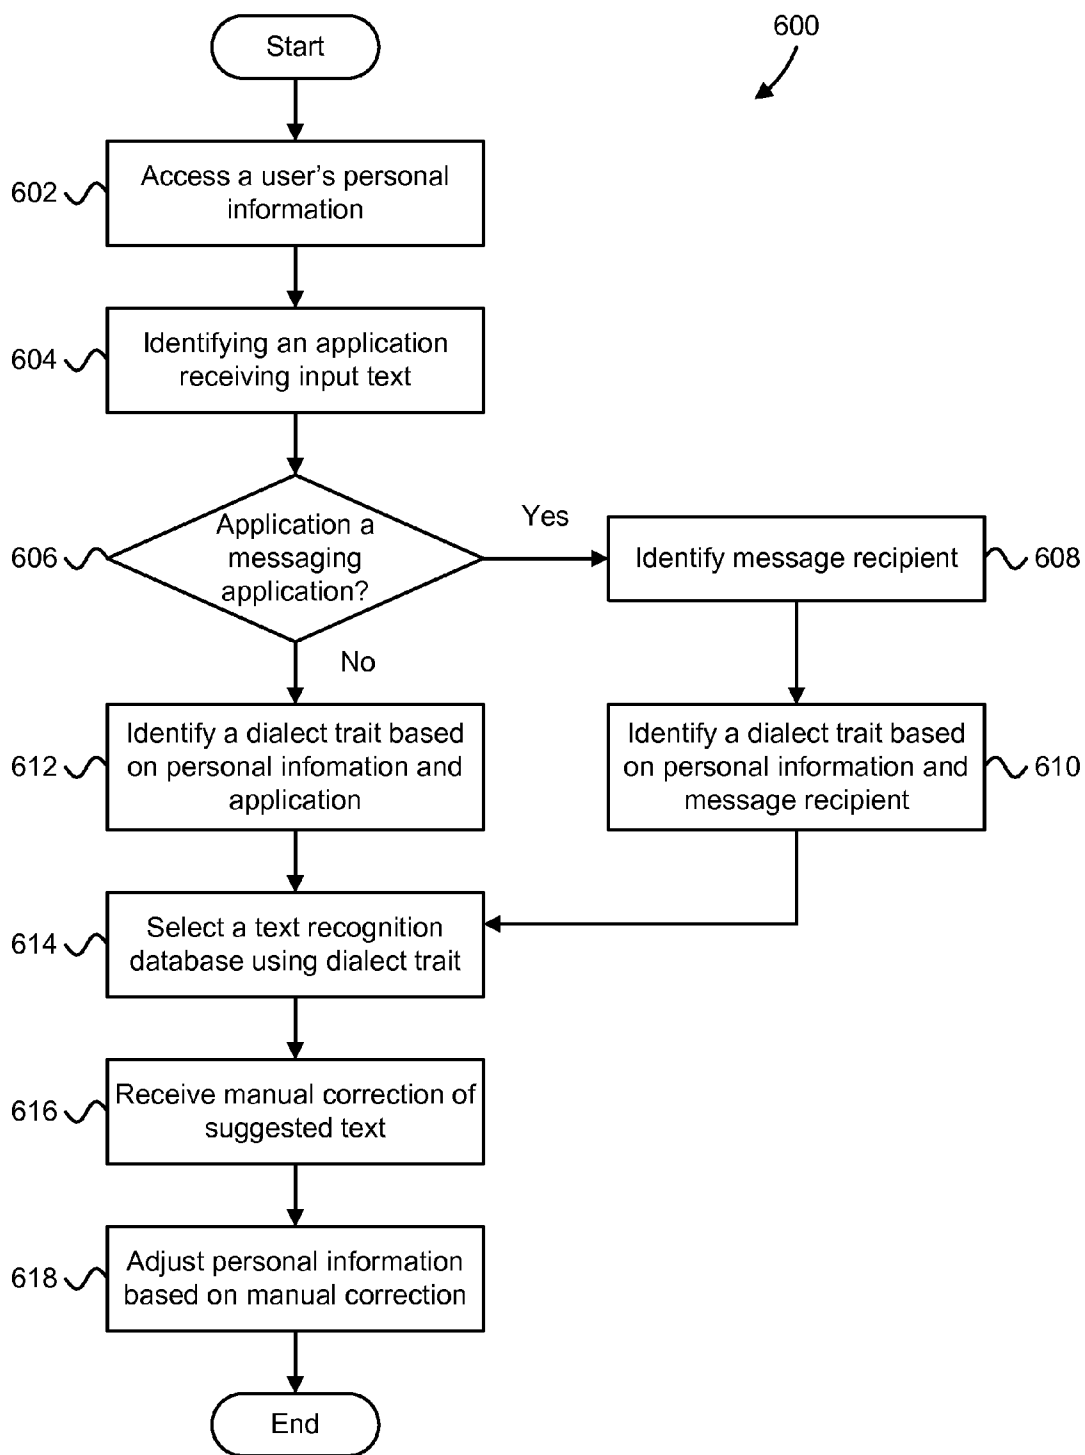 Start
600
602
Access a user's personal
information
604
Identifying an application
receiving input text
606
Application a
messaging
application?
Yes
Identify message recipient
608
No
612
Identify a dialect trait based
on personal infomation and
application
Identify a dialect trait based
on personal information and
message recipient
610
614
Select a text recognition
database using dialect trait
616
Receive manual correction of
suggested text
618
Adjust personal information
based on manual correction
End